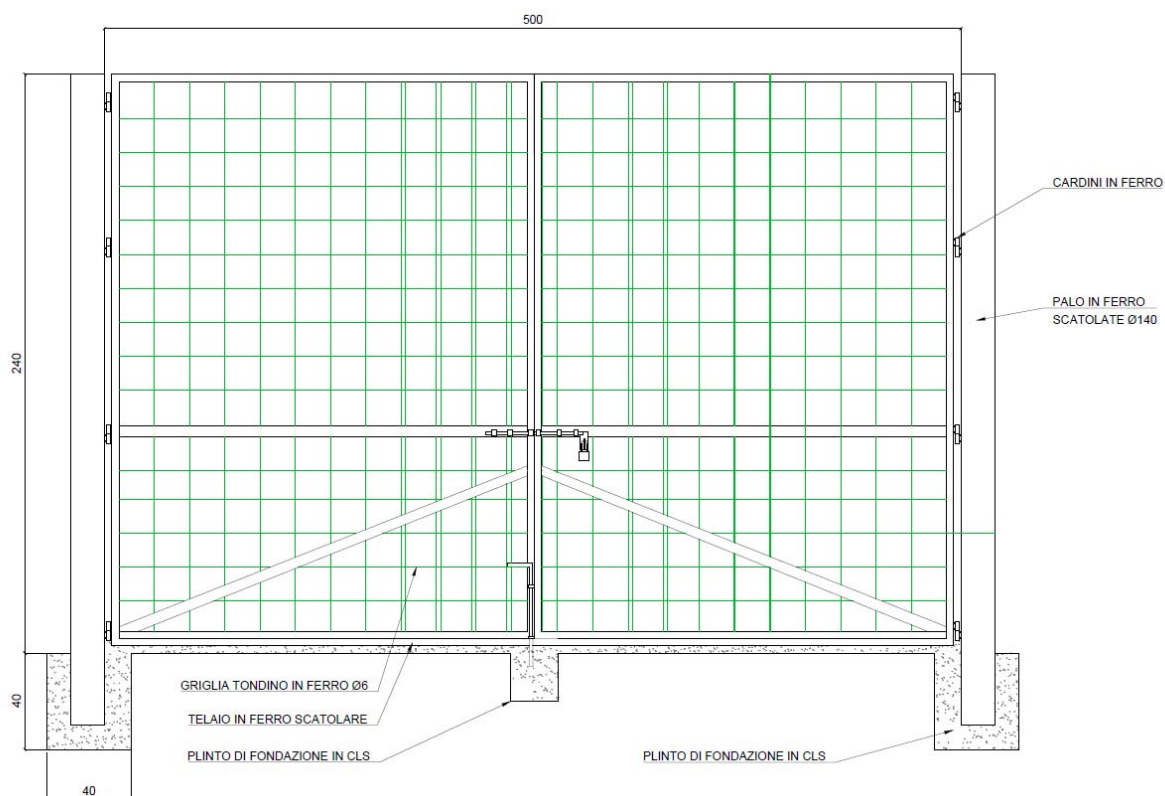 500
CARDINI IN FERRO
PALO IN FERRO
SCATOLATE Ø140
240
GRIGLIA TONDINO IN FERRO Ø6
40
TELAIO IN FERRO SCATOLARE
PLINTO DI FONDAZIONE IN CLS
PLINTO DI FONDAZIONE IN CLS
40